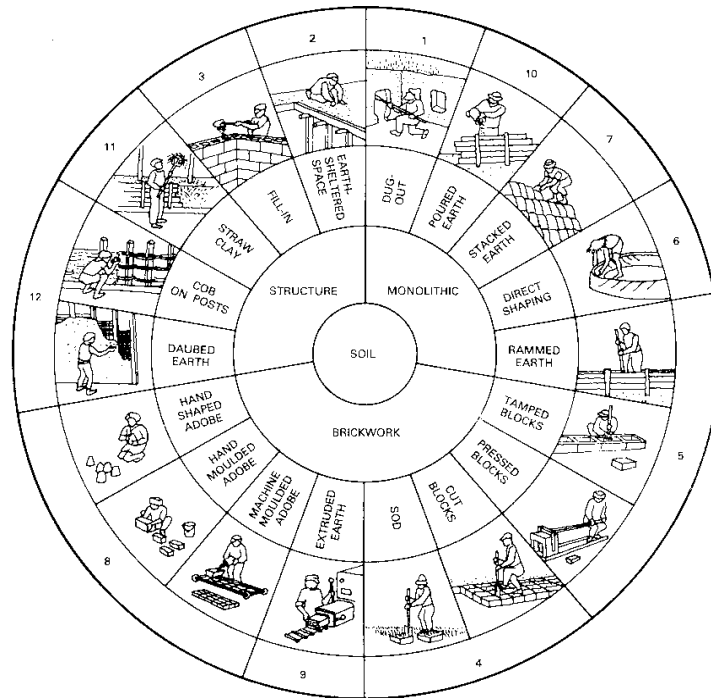 2
1
10
7
6
5
4
9
8
12
11
3
EARTH-
SHELTERED
SPACE
DUG-
OUT
POURED
EARTH
STACKED
EARTH
DIRECT
SHAPING
RAMMED
EARTH
TAMPED
BLOCKS
PRESSED
BLOCKS
CUT
BLOCKS
SOD
EXTRUDED
EARTH
MACHINE
MOULDED
ADOBE
HAND
MOULDED
ADOBE
HAND
SHAPED
ADOBE
DAUBED
EARTH
COB
ON POSTS
STRAW
CLAY
FILL-IN
STRUCTURE
MONOLITHIC
SOIL
BRICKWORK